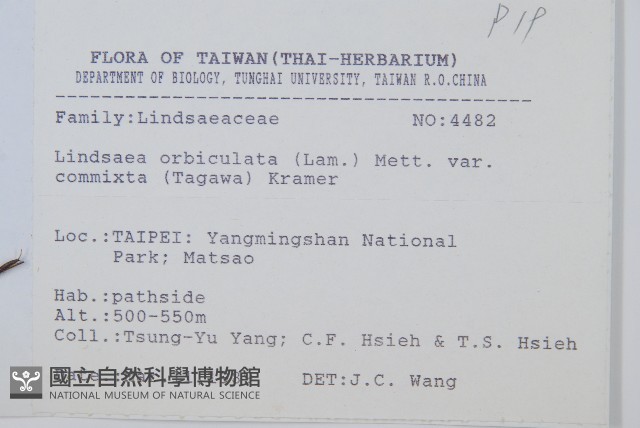 P1P
FLORA OF TAIWAN(THAI-HERBARIUM)
DEPARTMENT OF BIOLOGY, TUNGHAI UNIVERSITY, TAIWAN R.O.CHINA
Family:Lindsaeaceae NO:4482
Lindsaea orbiculata (Lam.) Mett. var.
commixta (Tagawa) Kramer
Loc.:TAIPEI: Yangmingshan National
Park; Matsao
Hab.:pathside
Alt.:500-550m
Coll.:Tsung-Yu Yang; C.F. Hsieh & T.S. Hsieh
DET:J.C. Wang
國立自然科學博物館
NATIONAL MUSEUM OF NATURAL SCIENCE